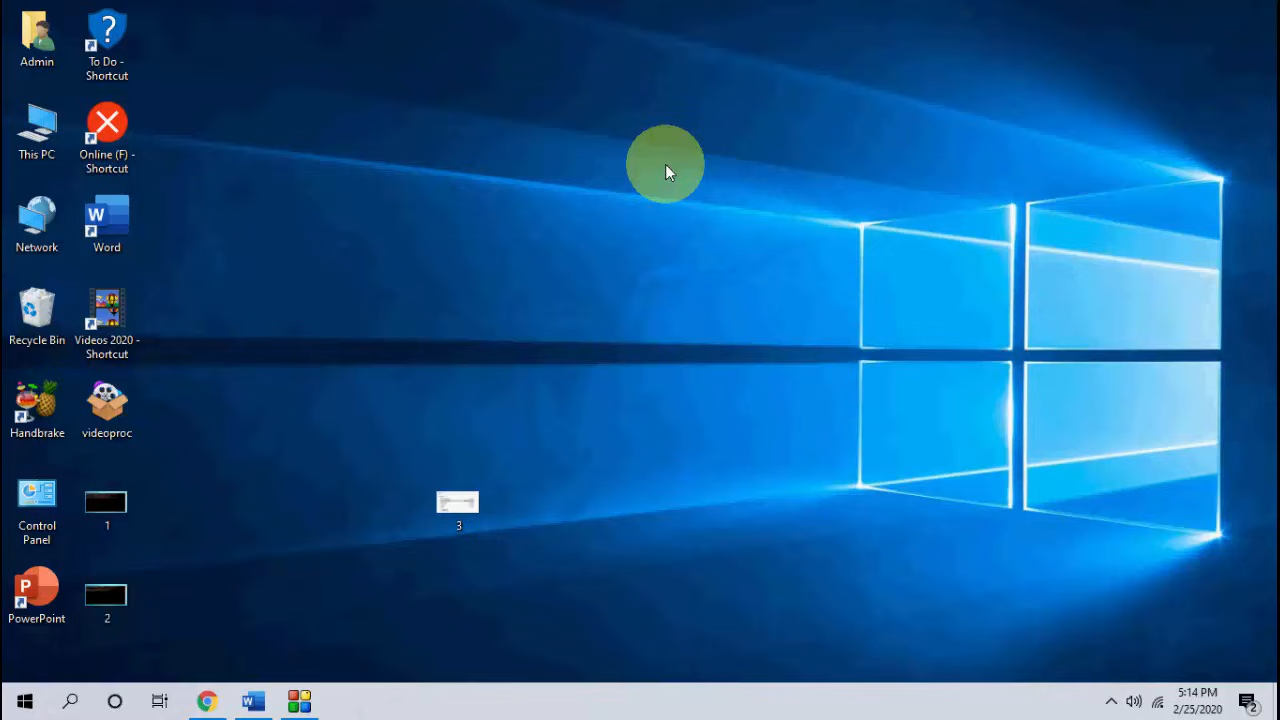 Admin
To Do -
Shortcut
This PC
Online (F) -
Shortcut
Network
Word
Recycle Bin
Videos 2020 -
Shortcut
Handbrake
videoproc
Control
Panel
1
3
PowerPoint
2
5:14 PM
2/25/2020
2